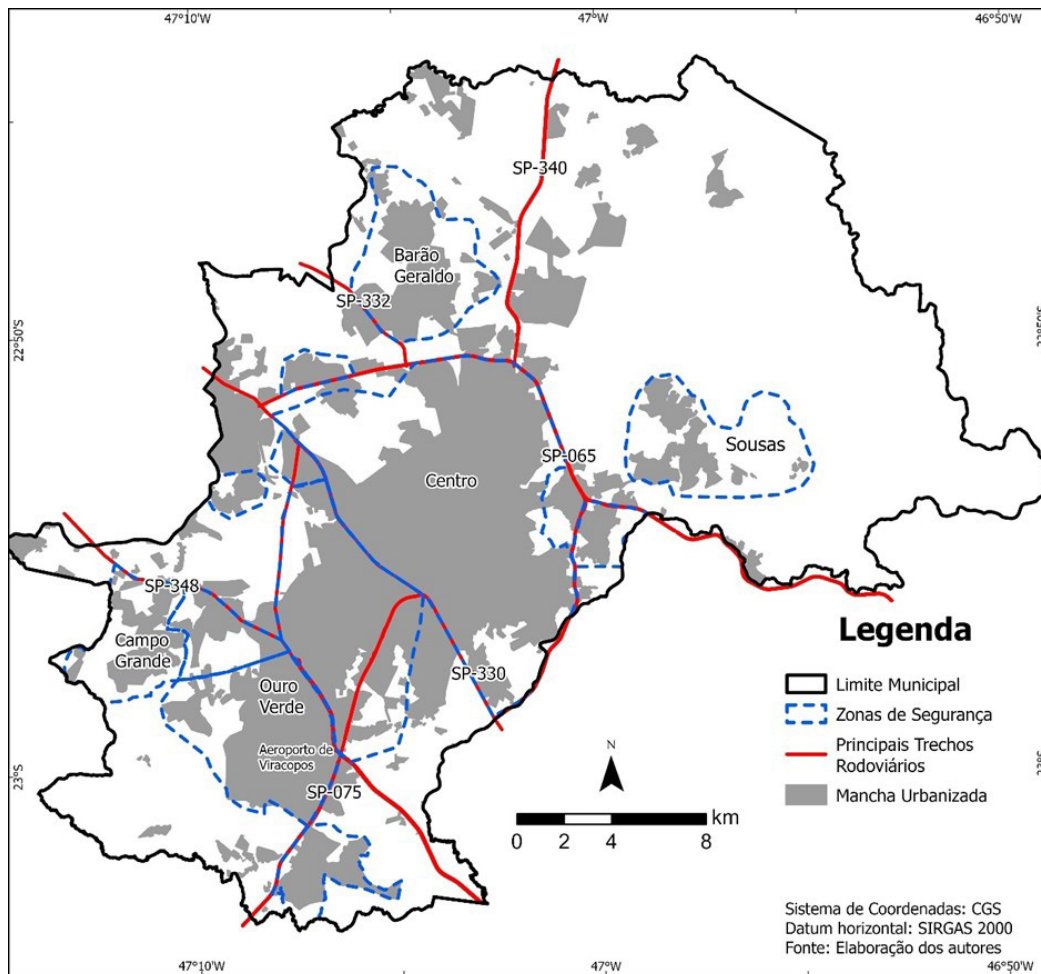 47°10'W
47°W
46°50'W
SP-340
Barão
Geraldo
SP-332
22°50'S
22°50'S
Sousas
SP-065
Centro
SP-348
Campo
Grande
Ouro
Verde
SP-330
Aeroporto de
Viracopos
SP-075
23°S
Legenda
Limite Municipal
Zonas de Segurança
Principais Trechos
Rodoviários
Mancha Urbanizada
N
km
0 2 4 8
Sistema de Coordenadas: CGS
Datum horizontal: SIRGAS 2000
Fonte: Elaboração dos autores
47°10'W
47°W
46°50'W